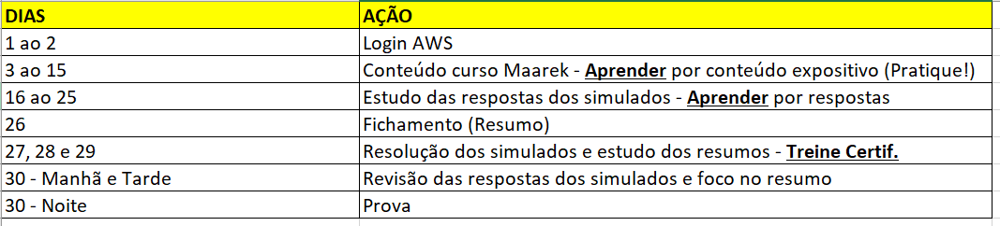 DIAS AÇÃO
1 ao 2 Login AWS
3 ao 15 Conteúdo curso Maarek - Aprender por conteúdo expositivo (Pratique!)
16 ao 25 Estudo das respostas dos simulados - Aprender por respostas
26 Fichamento (Resumo)
27, 28 e 29 Resolução dos simulados e estudo dos resumos - Treine Certif.
30 - Manhã e Tarde Revisão das respostas dos simulados e foco no resumo
30 - Noite Prova